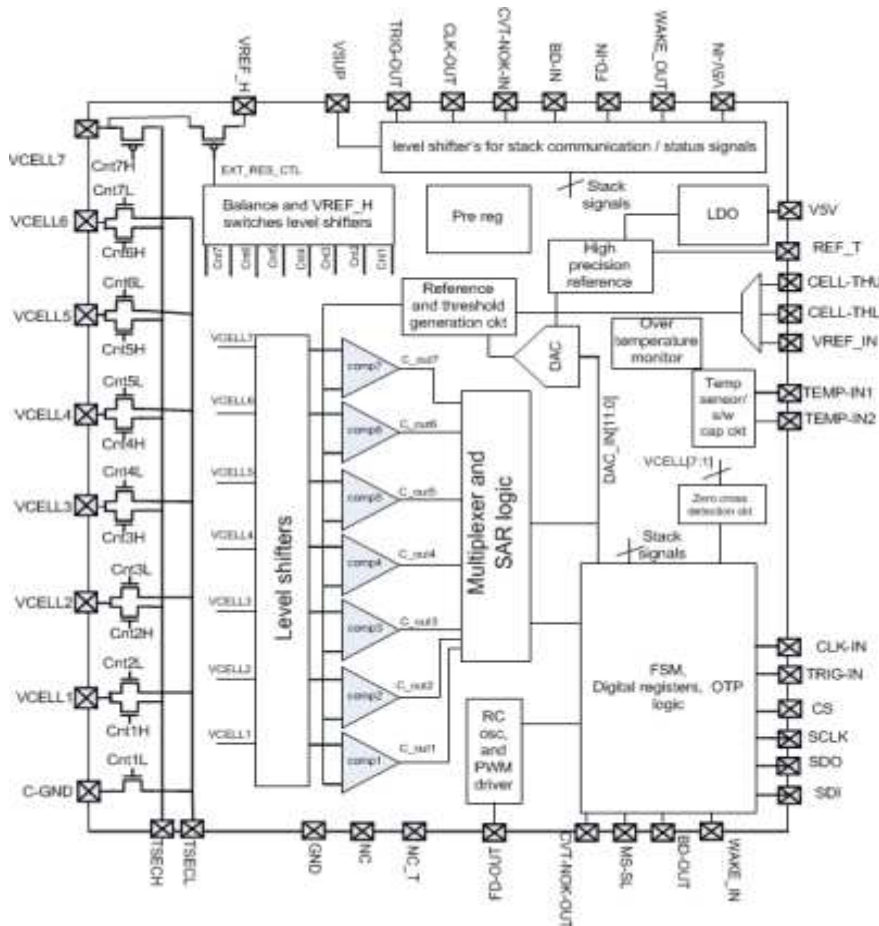 VREF_H
VSUP
TRIG-OUT
CLK-OUT
CVT-NOK-IN
BD-IN
FD-IN
WAKE_OUT
VELL7
Cnt7H
EXT_RES_CTL
level shifter's for stack communication / status signals
Stack
signals
Cnt7L
VCELL6
Cnt6H
Balance and VREF_H
switches level shifters
Cnt7
Cnt6
Cnt5
Cnt4
Cnt3
Cnt2
Cnt1
Pre reg
LDO
V5V
REF_T
High
precision
reference
Cnt6L
VCELL5
Cnt5H
Reference
and threshold
generation ckt
CELL-THU
CELL-THL
VREF_IN
DAC
Over
temperature
monitor
Temp
sensor/
s/w
cap ckt
TEMP-IN1
TEMP-IN2
Cnt5L
VCELL4
Cnt4H
Cnt4L
VCELL3
Cnt3H
Cnt3L
VCELL2
Cnt2H
Cnt2L
VCELL1
Cnt1H
Cnt1L
C-GND
VCELL7
VCELL6
VCELL5
VCELL4
VCELL3
VCELL2
VCELL1
Level shifters
comp7
C_out7
comp6
C_out6
comp5
C_out5
comp4
C_out4
comp3
C_out3
comp2
C_out2
comp1
C_out1
Multiplexer and
SAR logic
DAC_IN[11:0]
VCELL[7:1]
Zero cross
detection ckt
Stack
signals
FSM,
Digital registers, OTP
logic
RC
osc,
and
PWM
driver
CLK-IN
TRIG-IN
CS
SCLK
SDO
SDI
TSECH
TSECL
GND
NC
NC_T
FD-OUT
CVT-NOK-OUT
MS-SL
BD-OUT
WAKE_IN